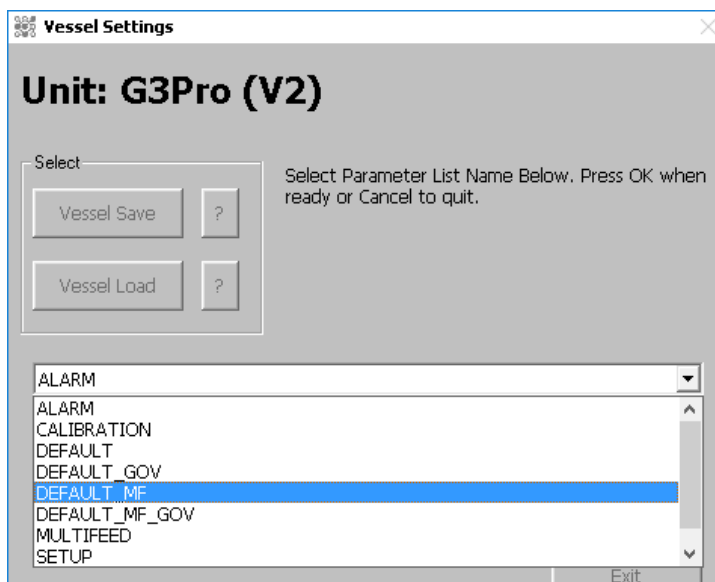 Vessel Settings
Unit: G3Pro (V2)
Select
Vessel Save
?
Vessel Load
?
Select Parameter List Name Below. Press OK when
ready or Cancel to quit.
ALARM
ALARM
CALIBRATION
DEFAULT
DEFAULT_GOV
DEFAULT_MF
DEFAULT_MF_GOV
MULTIFEED
SETUP
Exit